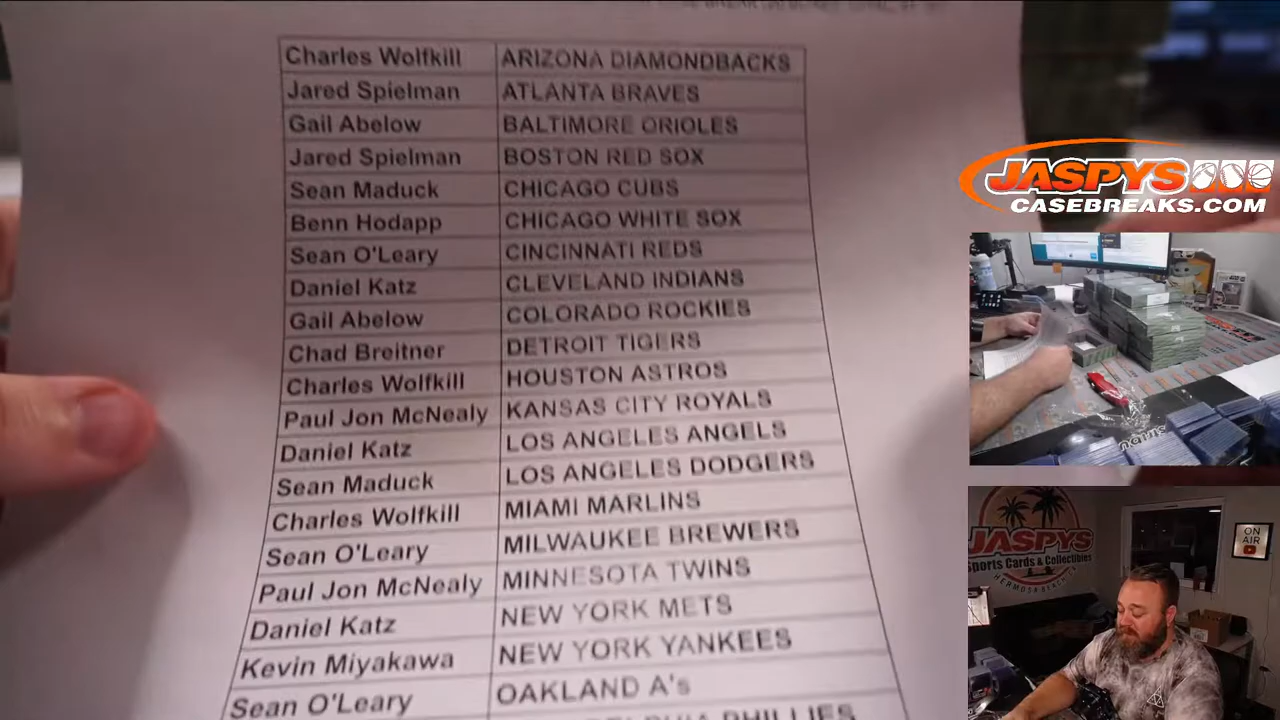 Charles Wolfkill ARIZONA DIAMONDBACKS
Jared Spielman ATLANTA BRAVES
Gail Abelow BALTIMORE ORIOLES
Jared Spielman BOSTON RED SOX
Sean Maduck CHICAGO CUBS
Benn Hodapp CHICAGO WHITE SOX
Sean O'Leary CINCINNATI REDS
Daniel Katz CLEVELAND INDIANS
Gail Abelow COLORADO ROCKIES
Chad Breitner DETROIT TIGERS
Charles Wolfkill HOUSTON ASTROS
Paul Jon McNealy KANSAS CITY ROYALS
Daniel Katz LOS ANGELES ANGELS
Sean Maduck LOS ANGELES DODGERS
Charles Wolfkill MIAMI MARLINS
Sean O'Leary MILWAUKEE BREWERS
Paul Jon McNealy MINNESOTA TWINS
Daniel Katz NEW YORK METS
Kevin Miyakawa NEW YORK YANKEES
Sean O'Leary OAKLAND A's
PHILLIES
JASPYS
CASEBREAKS.COM
JASPYS
Sports Cards & Collectibles
HERMOSA BEACH
ON
AIR